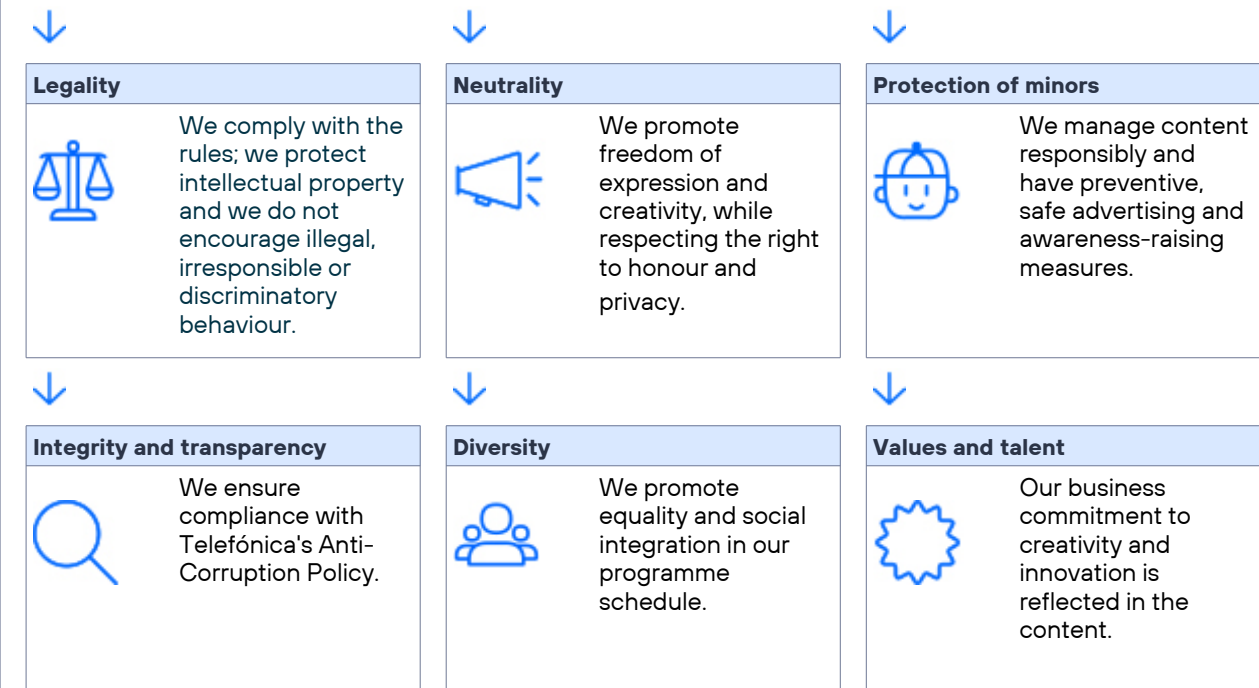 Legality
We comply with the
rules; we protect
intellectual property
and we do not
encourage illegal,
irresponsible or
discriminatory
behaviour.
Neutrality
We promote
freedom of
expression and
creativity, while
respecting the right
to honour and
privacy.
Protection of minors
We manage content
responsibly and
have preventive,
safe advertising and
awareness-raising
measures.
Integrity and transparency
We ensure
compliance with
Telefónica's Anti-
Corruption Policy.
Diversity
We promote
equality and social
integration in our
programme
schedule.
Values and talent
Our business
commitment to
creativity and
innovation is
reflected in the
content.